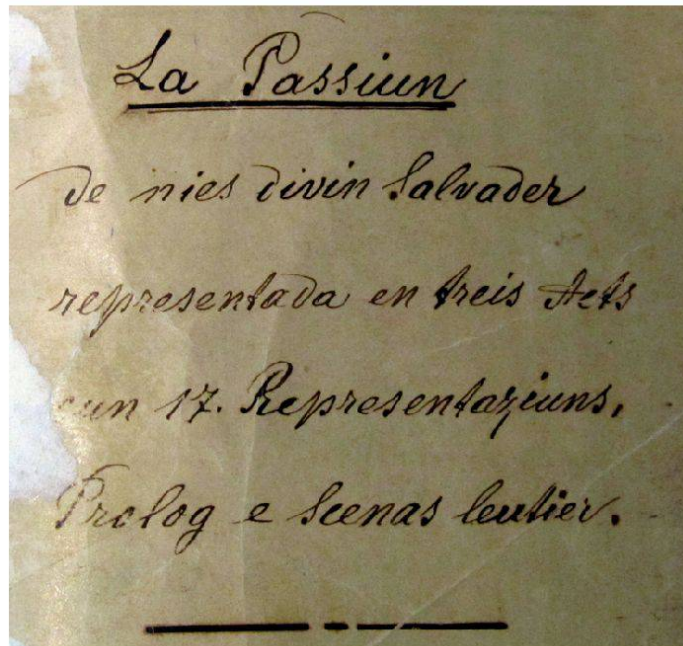 La Passiun
de nies divin Salvader
representada en treis Acts
cun 17. Representaziuns,
Prolog e Scenas leutier.